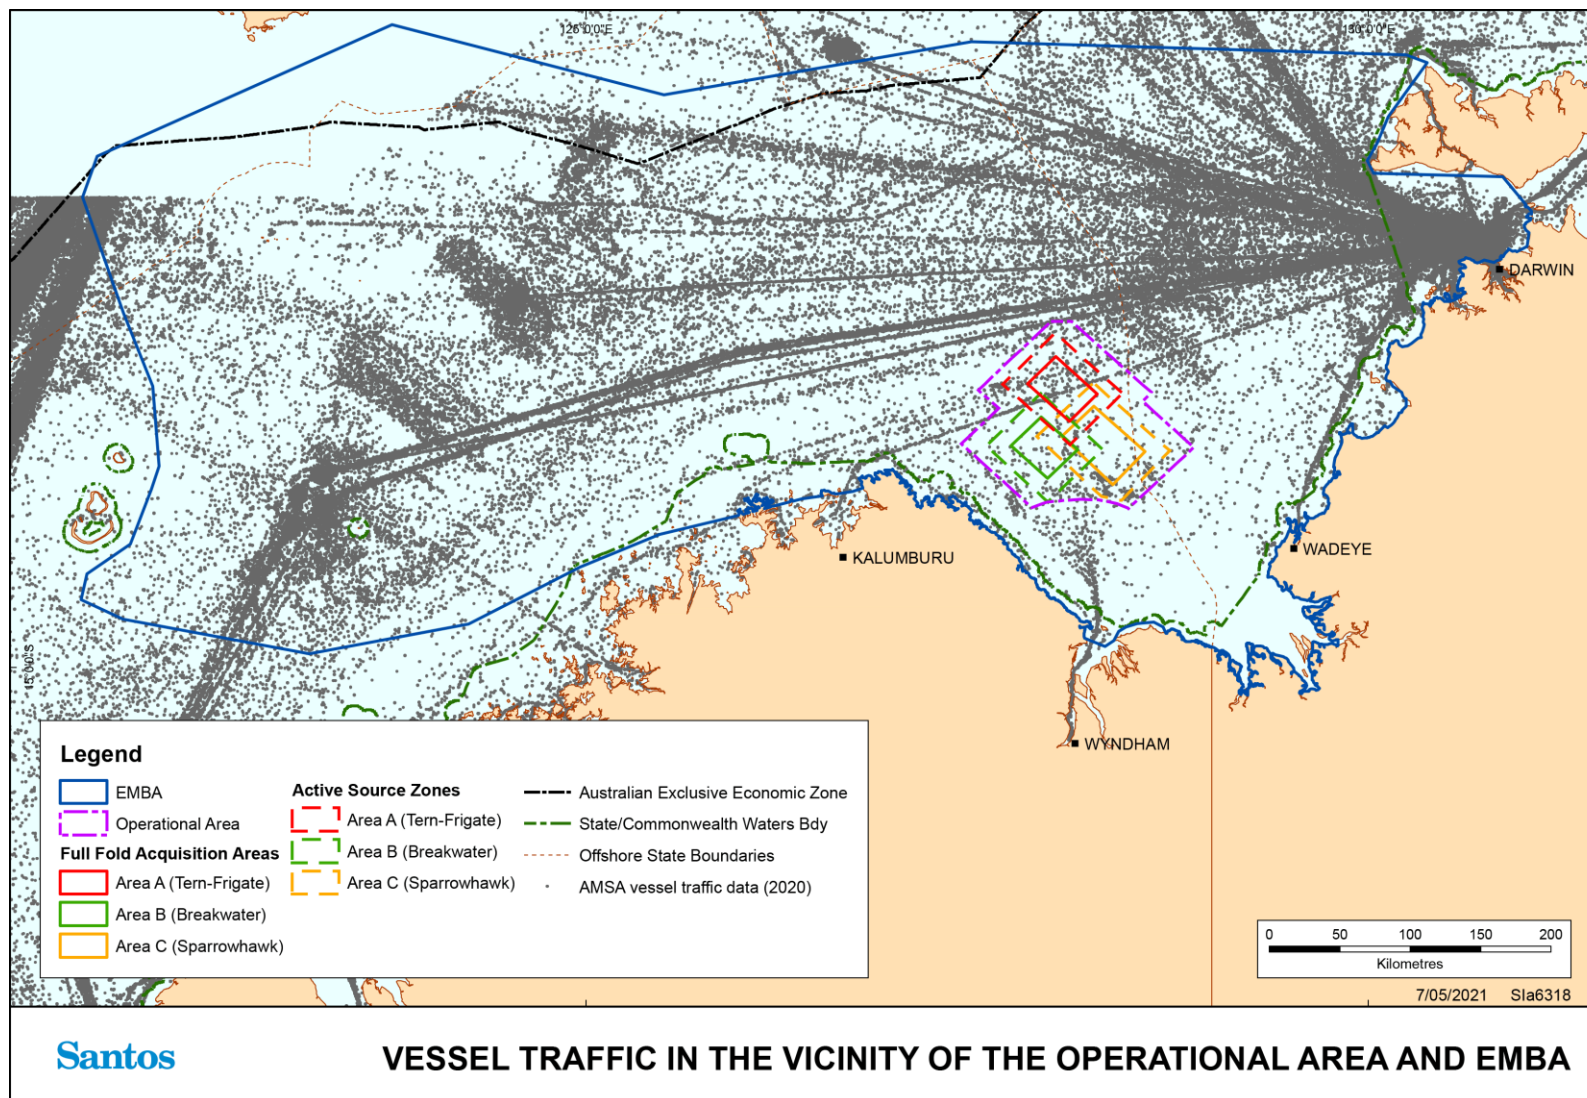 125°0'0"E
130°0'0"E
DARWIN
WADEYE
KALUMBURU
WYNDHAM
15°0'0"S
Legend
EMBA
Operational Area
Full Fold Acquisition Areas
Area A (Tern-Frigate)
Area B (Breakwater)
Area C (Sparrowhawk)
Active Source Zones
Area A (Tern-Frigate)
Area B (Breakwater)
Area C (Sparrowhawk)
Australian Exclusive Economic Zone
State/Commonwealth Waters Bdy
Offshore State Boundaries
AMSA vessel traffic data (2020)
0 50 100 150 200
Kilometres
7/05/2021 Sla6318
Santos
VESSEL TRAFFIC IN THE VICINITY OF THE OPERATIONAL AREA AND EMBA